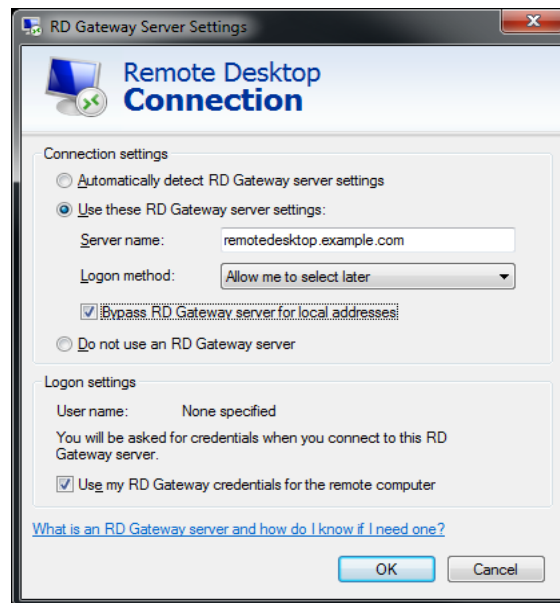 RD Gateway Server Settings
Remote Desktop
Connection
Connection settings
Automatically detect RD Gateway server settings
Use these RD Gateway server settings:
Server name: remotedesktop.example.com
Logon method: Allow me to select later
Bypass RD Gateway server for local addresses
Do not use an RD Gateway server
Logon settings
User name: None specified
You will be asked for credentials when you connect to this RD
Gateway server.
Use my RD Gateway credentials for the remote computer
What is an RD Gateway server and how do I know if I need one?
OK Cancel